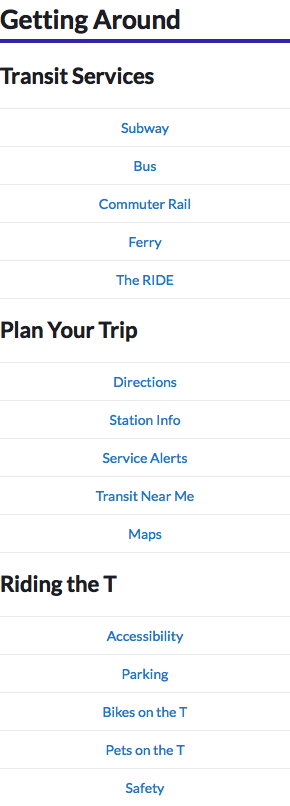 Getting Around
Transit Services
Subway
Bus
Commuter Rail
Ferry
The RIDE
Plan Your Trip
Directions
Station Info
Service Alerts
Transit Near Me
Maps
Riding the T
Accessibility
Parking
Bikes on the T
Pets on the T
Safety